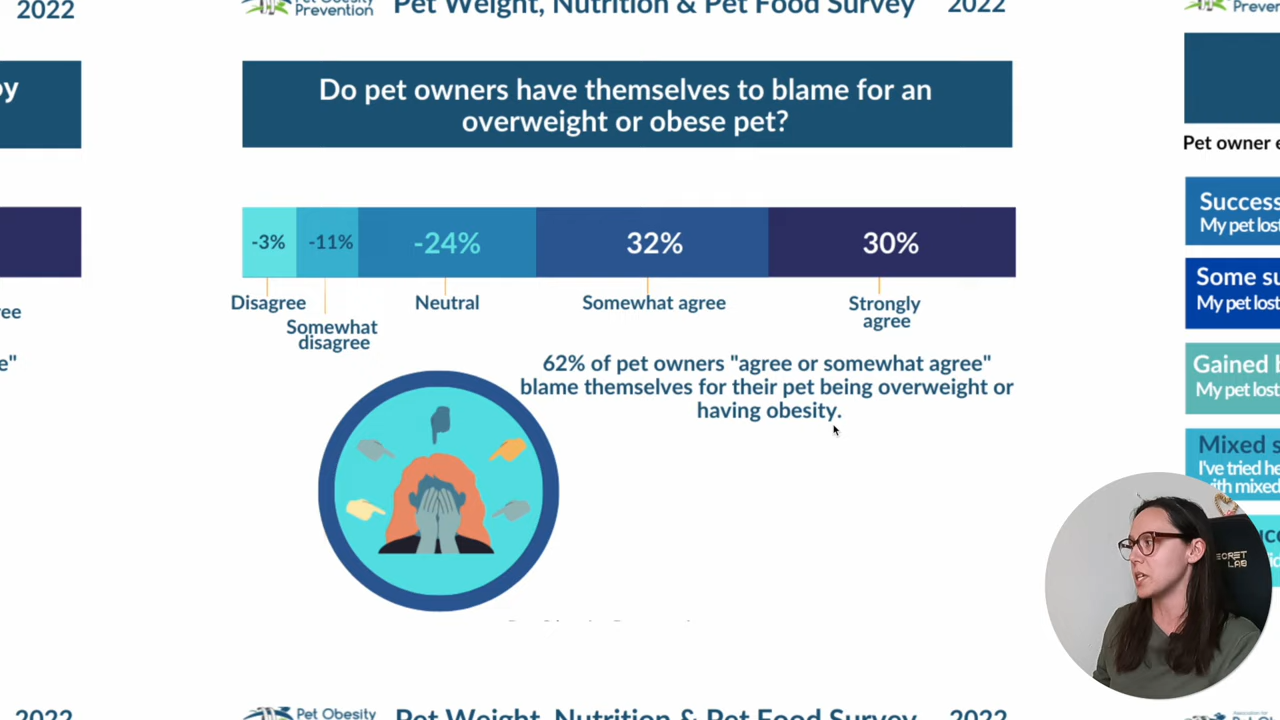 2022
Pet Obesity
Prevention
Pet Weight, Nutrition & Pet Food Survey
2022
Do pet owners have themselves to blame for an
overweight or obese pet?
Pet owner
-3%
-11%
-24%
32%
30%
Disagree
Somewhat
disagree
Neutral
Somewhat agree
Strongly
agree
62% of pet owners "agree or somewhat agree"
blame themselves for their pet being overweight or
having obesity.
Success
My pet lost
Some
My pet lost
Gained
My pet lost
Mixed
I've tried
with mixed
SECRET
LAB
2022
Pet Obesity
Pet Weight, Nutrition & Pet Food Survey
2022